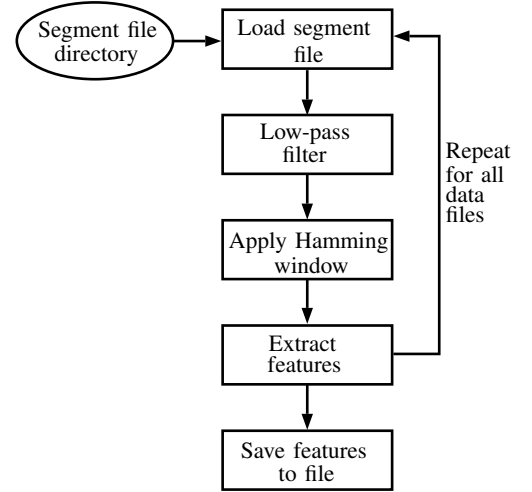 Segment file
directory
Load segment
file
Low-pass
filter
Repeat
for all
data
files
Apply Hamming
window
Extract
features
Save features
to file